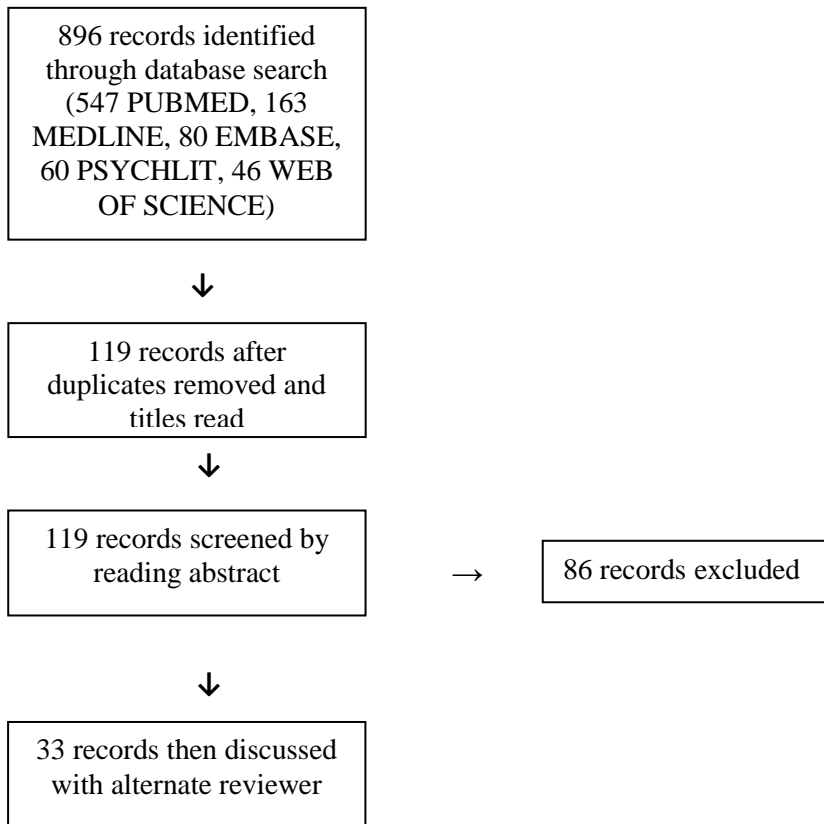 896 records identified
through database search
(547 PUBMED, 163
MEDLINE, 80 EMBASE,
60 PSYCHLIT, 46 WEB
OF SCIENCE)
↓
119 records after
duplicates removed and
titles read
↓
119 records screened by
reading abstract
→
86 records excluded
↓
33 records then discussed
with alternate reviewer